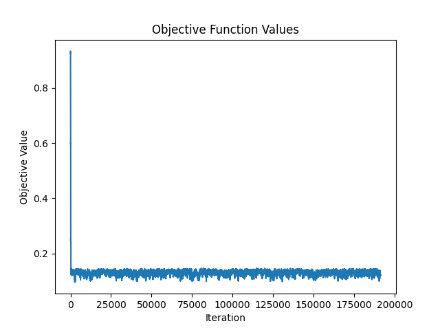 Objective Function Values
0.8
0.6
0.4
0.2
Objective Value
0 25000 50000 75000 100000 125000 150000 175000 200000
Iteration